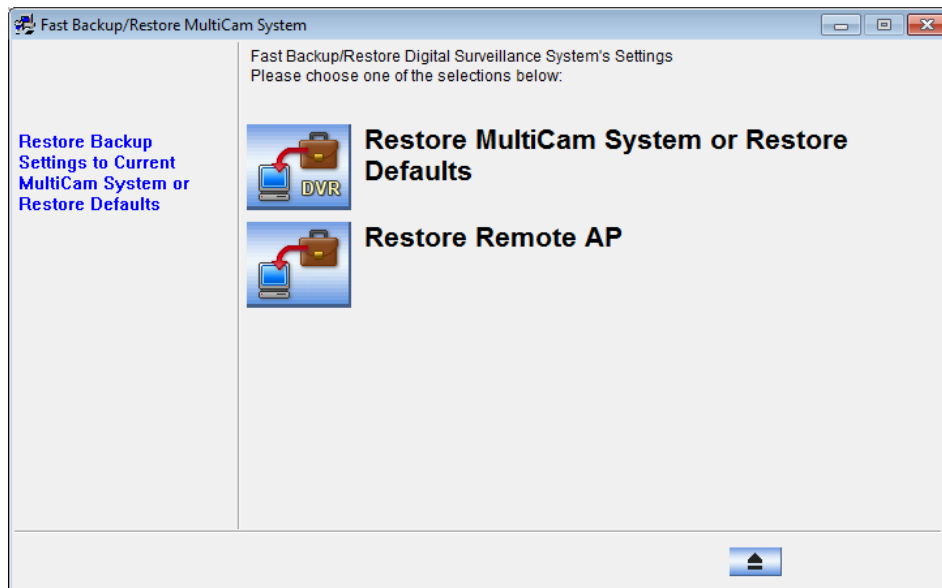 Fast Backup/Restore MultiCam System
Fast Backup/Restore Digital Surveillance System's Settings
Please choose one of the selections below:
Restore Backup
Settings to Current
MultiCam System or
Restore Defaults
DVR
Restore MultiCam System or Restore
Defaults
Restore Remote AP